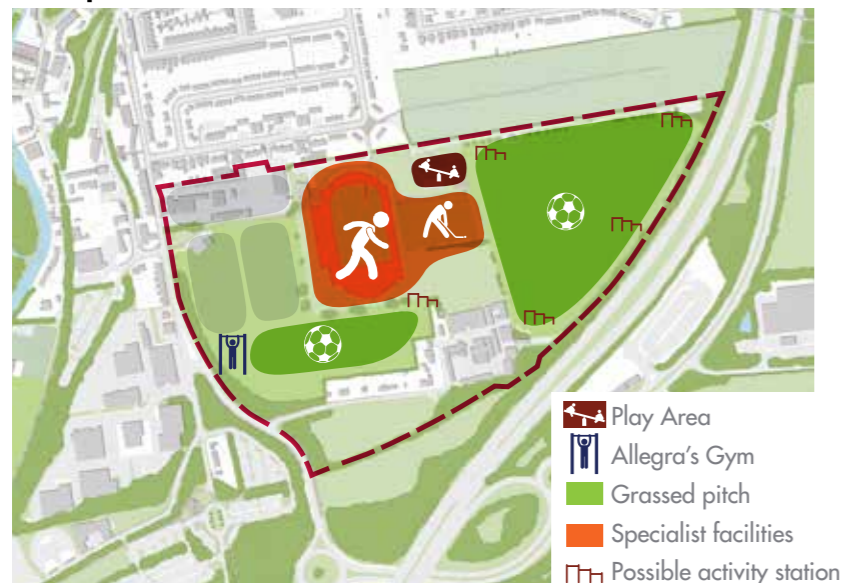 Play Area
Allegra's Gym
Grassed pitch
Specialist facilities
Possible activity station